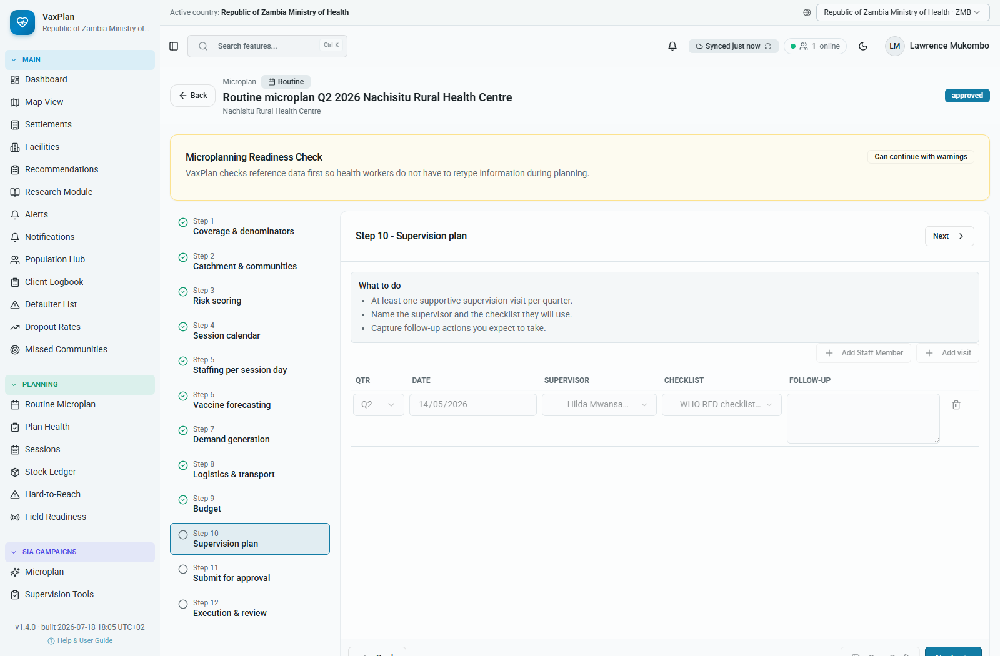 VaxPlan
Republic of Zambia Ministry of...
MAIN
Dashboard
Map View
Settlements
Facilities
Recommendations
Research Module
Alerts
Notifications
Population Hub
Client Logbook
Defaulter List
Dropout Rates
Missed Communities
PLANNING
Routine Microplan
Plan Health
Sessions
Stock Ledger
Hard-to-Reach
Field Readiness
SIA CAMPAIGNS
Microplan
Supervision Tools
v1.4.0 · built 2026-07-18 18:05 UTC+02
Help & User Guide
Active country: Republic of Zambia Ministry of Health
Republic of Zambia Ministry of Health · ZMB
Search features...
Ctrl K
Synced just now
1 online
LM
Lawrence Mukombo
Back
Microplan
Routine
Routine microplan Q2 2026 Nachisitu Rural Health Centre
Nachisitu Rural Health Centre
approved
Microplanning Readiness Check
Can continue with warnings
VaxPlan checks reference data first so health workers do not have to retype information during planning.
Step 1
Coverage & denominators
Step 2
Catchment & communities
Step 3
Risk scoring
Step 4
Session calendar
Step 5
Staffing per session day
Step 6
Vaccine forecasting
Step 7
Demand generation
Step 8
Logistics & transport
Step 9
Budget
Step 10
Supervision plan
Step 11
Submit for approval
Step 12
Execution & review
Step 10 - Supervision plan
Next
What to do
• At least one supportive supervision visit per quarter.
• Name the supervisor and the checklist they will use.
• Capture follow-up actions you expect to take.
Add Staff Member
Add visit
QTR DATE SUPERVISOR CHECKLIST FOLLOW-UP
Q2 14/05/2026 Hilda Mwansa... WHO RED checklist...